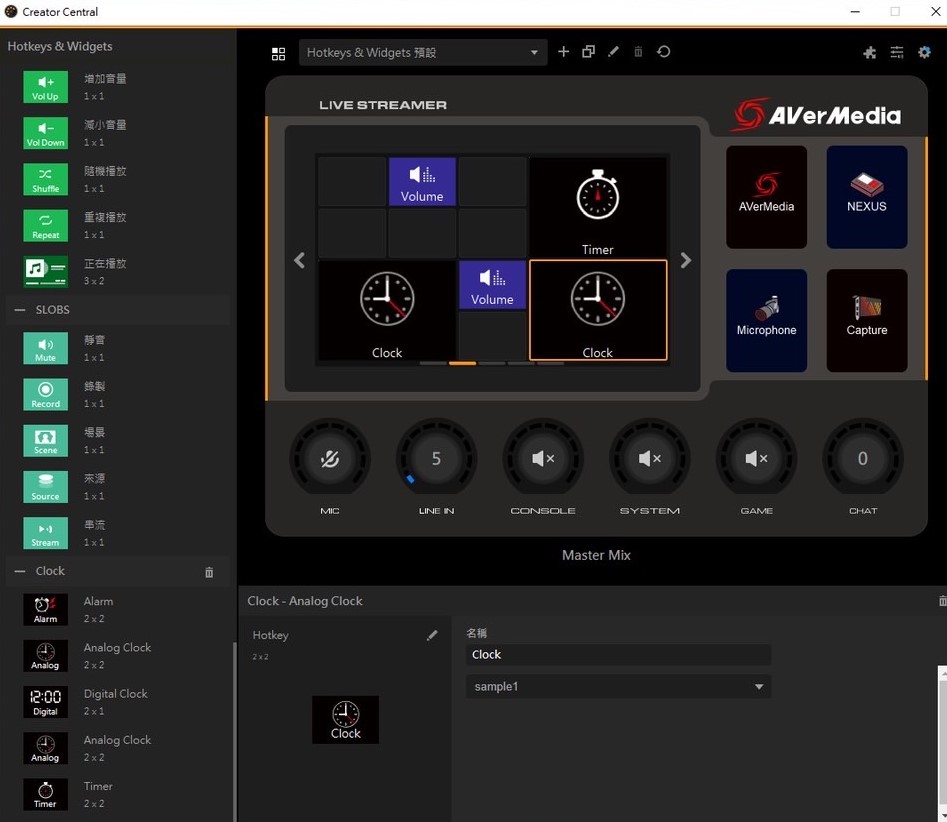 Creator Central
Hotkeys & Widgets
Vol Up
增加音量
1 x 1
Vol Down
減小音量
1 x 1
Shuffle
隨機播放
1 x 1
Repeat
重複播放
1 x 1
正在播放
3 x 2
SLOBS
Mute
靜音
1 x 1
Record
錄製
1 x 1
Scene
場景
1 x 1
Source
來源
1 x 1
Stream
串流
1 x 1
Clock
Alarm
Alarm
2 x 2
Analog
Analog Clock
2 x 2
12:00
Digital
Digital Clock
2 x 1
Analog
Analog Clock
2 x 2
Timer
Timer
2 x 2
Hotkeys & Widgets 預設
LIVE STREAMER
AVerMedia
Volume
Timer
Clock
Volume
Clock
AVerMedia
NEXUS
Microphone
Capture
5
0
MIC
LINE IN
CONSOLE
SYSTEM
GAME
CHAT
Master Mix
Clock - Analog Clock
Hotkey
2 x 2
Clock
名稱
Clock
sample1